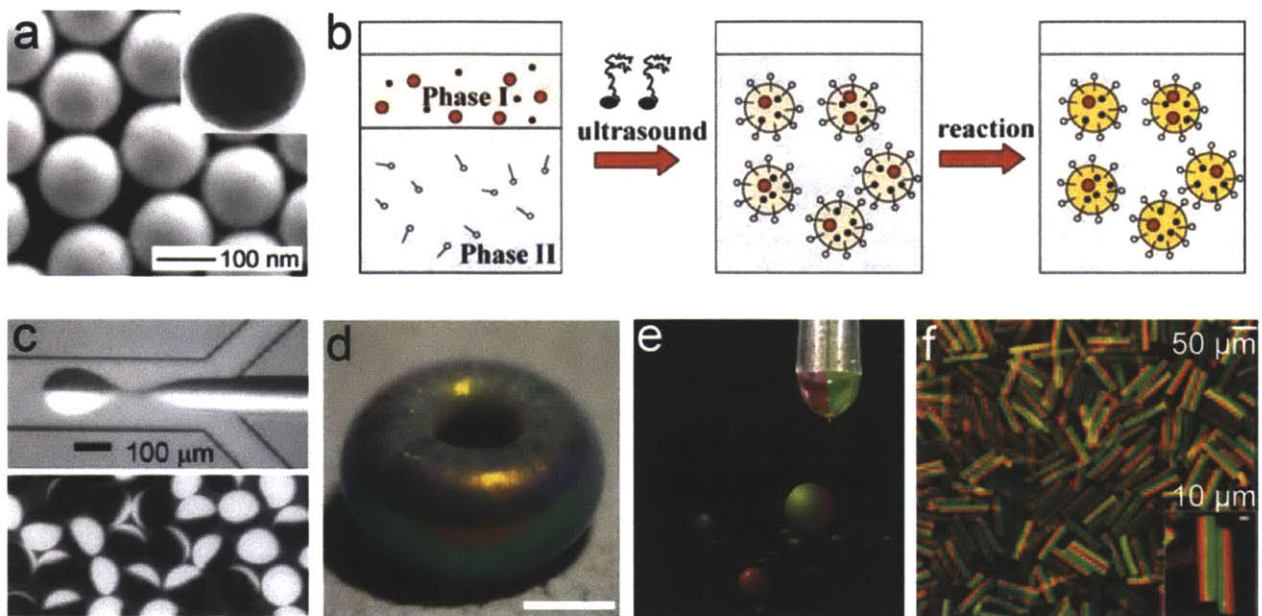 a
100 nm
b
Phase I
Phase II
ultrasound
reaction
c
100 μm
d
e
f
50 μm
10 μm